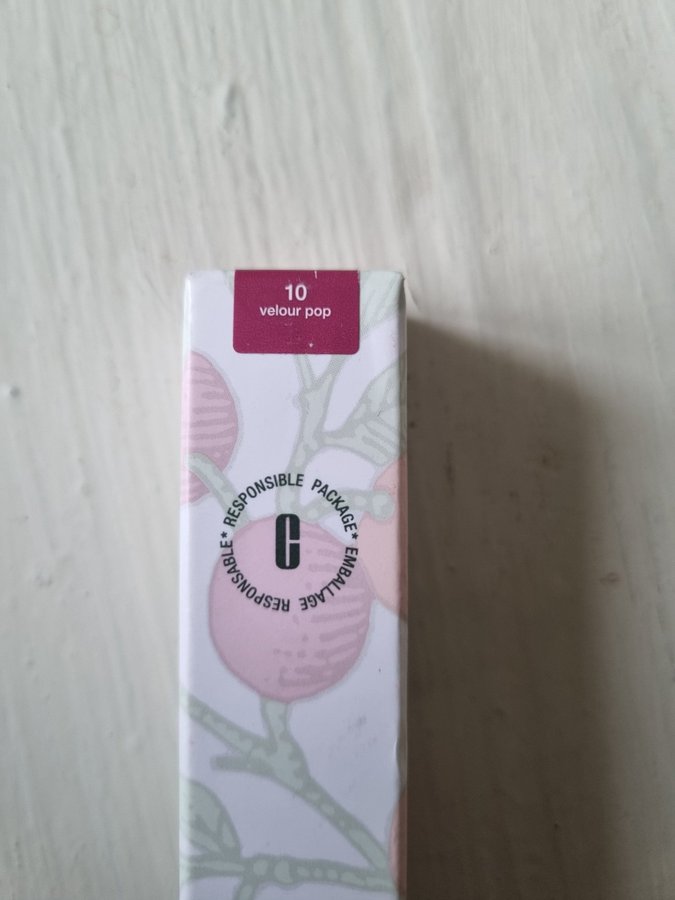 10
velour pop
RESPONSIBLE PACKAGE* EMBALLAGE RESPONSABLE*
C